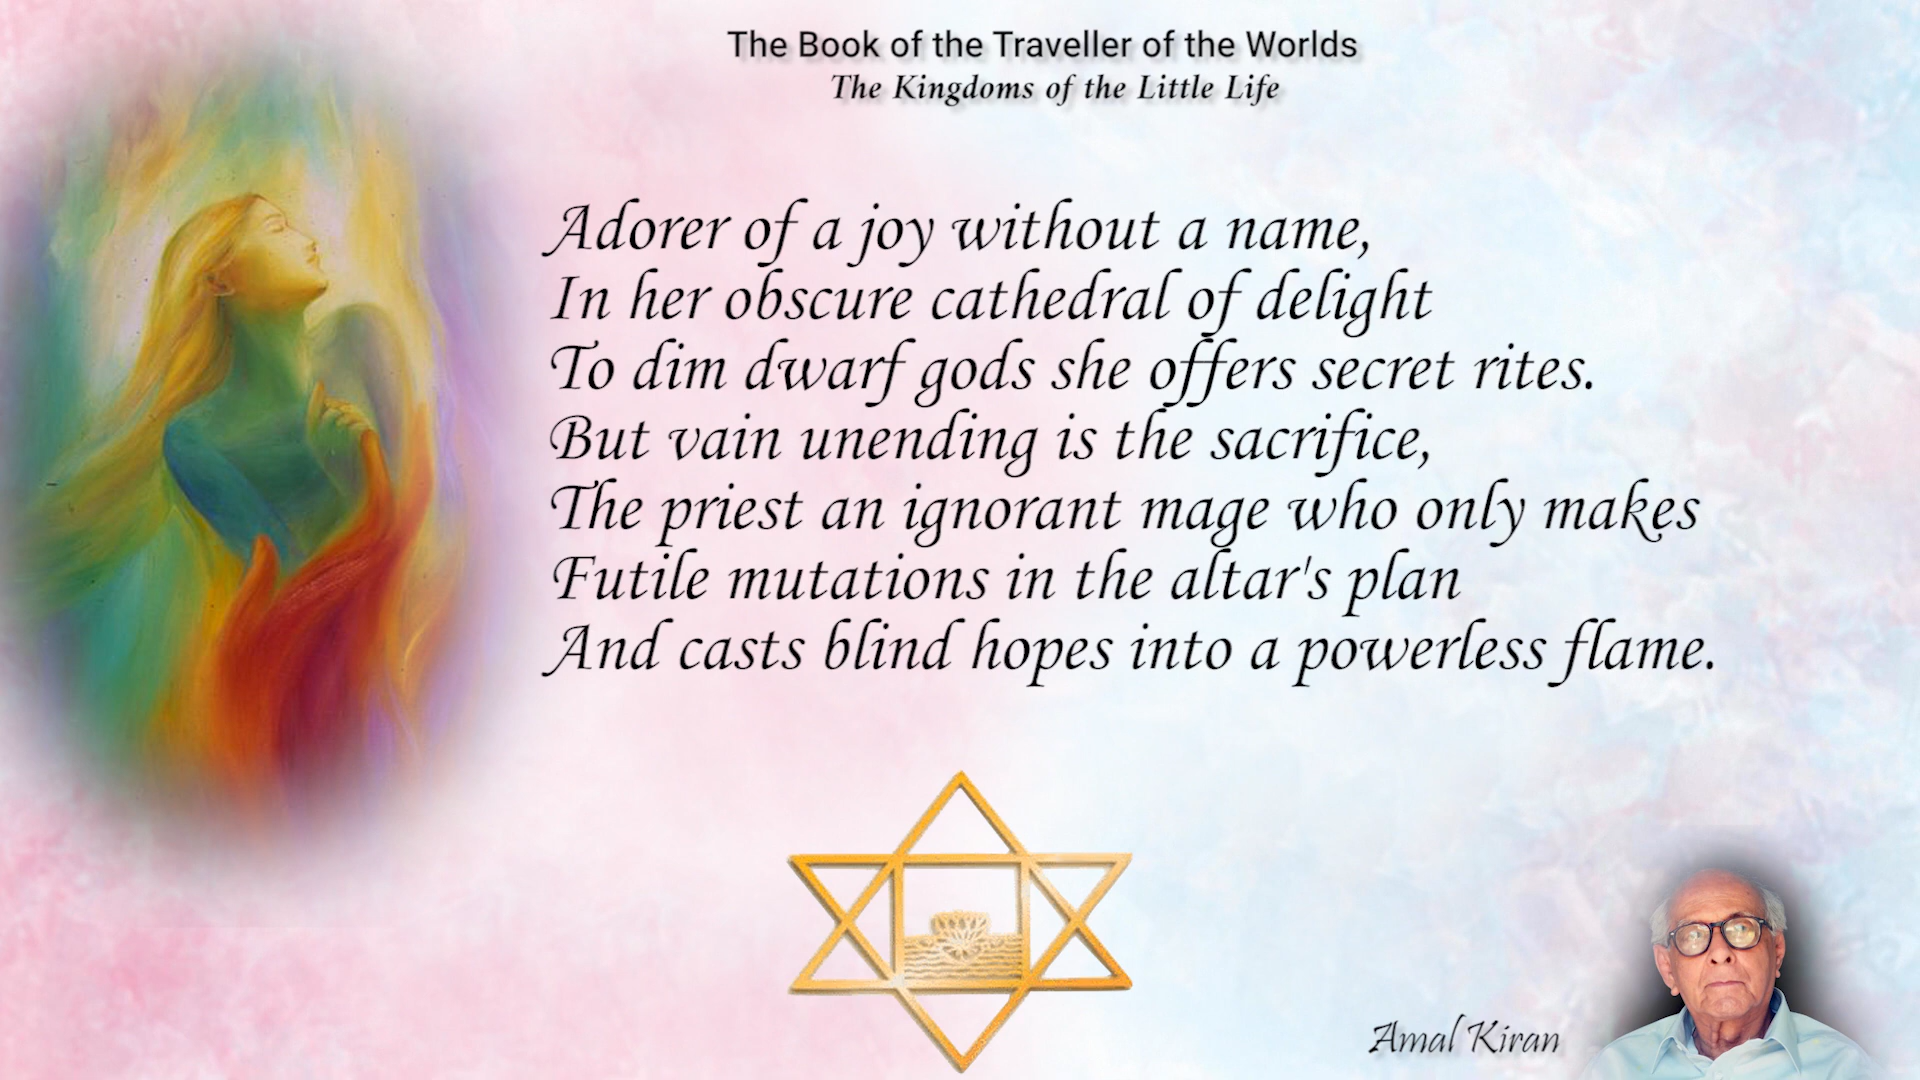 The Book of the Traveller of the Worlds
The Kingdoms of the Little Life
Adorer of a joy without a name,
In her obscure cathedral of delight
To dim dwarf gods she offers secret rites.
But vain unending is the sacrifice,
The priest an ignorant mage who only makes
Futile mutations in the altar's plan
And casts blind hopes into a powerless flame.
Amal Kiran